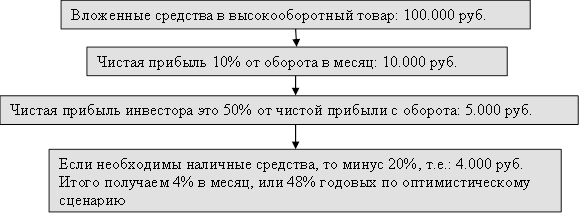 Вложенные средства в высокооборотный товар: 100.000 руб.
Чистая прибыль 10% от оборота в месяц: 10.000 руб.
Чистая прибыль инвестора это 50% от чистой прибыли с оборота: 5.000 руб.
Если необходимы наличные средства, то минус 20%, т.е.: 4.000 руб.
Итого получаем 4% в месяц, или 48% годовых по оптимистическому
сценарию